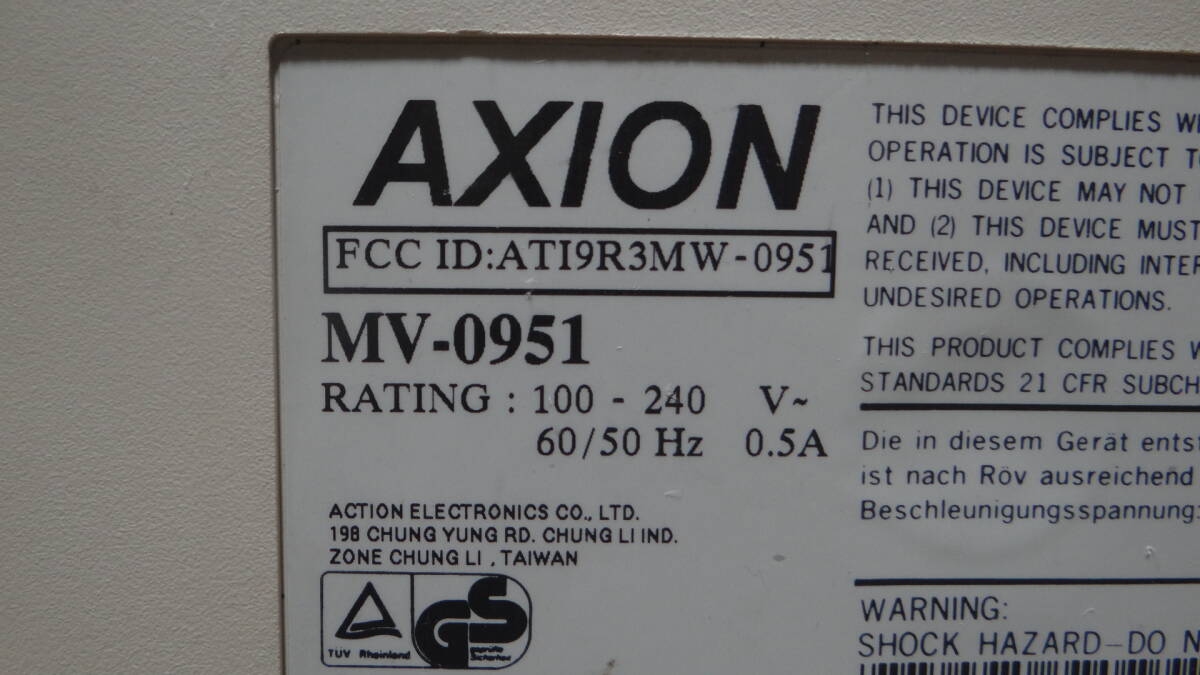 AXION
FCC ID:ATI9R3MW-0951
MV-0951
RATING : 100 - 240 V~
60/50 Hz 0.5A
ACTION ELECTRONICS CO., LTD.
198 CHUNG YUNG RD. CHUNG LI IND.
ZONE CHUNG LI , TAIWAN
TUV Rheinland
GS
geprüfte
Sicherheit
THIS DEVICE COMPLIES
OPERATION IS SUBJECT
(1) THIS DEVICE MAY NOT
AND (2) THIS DEVICE MUST
RECEIVED, INCLUDING
UNDESIRED OPERATIONS.
THIS PRODUCT COMPLIES
STANDARDS 21 CFR
Die in diesem Gerät
ist nach Röv ausreichend
Beschleunigungsspannung:
WARNING:
SHOCK HAZARD-DO